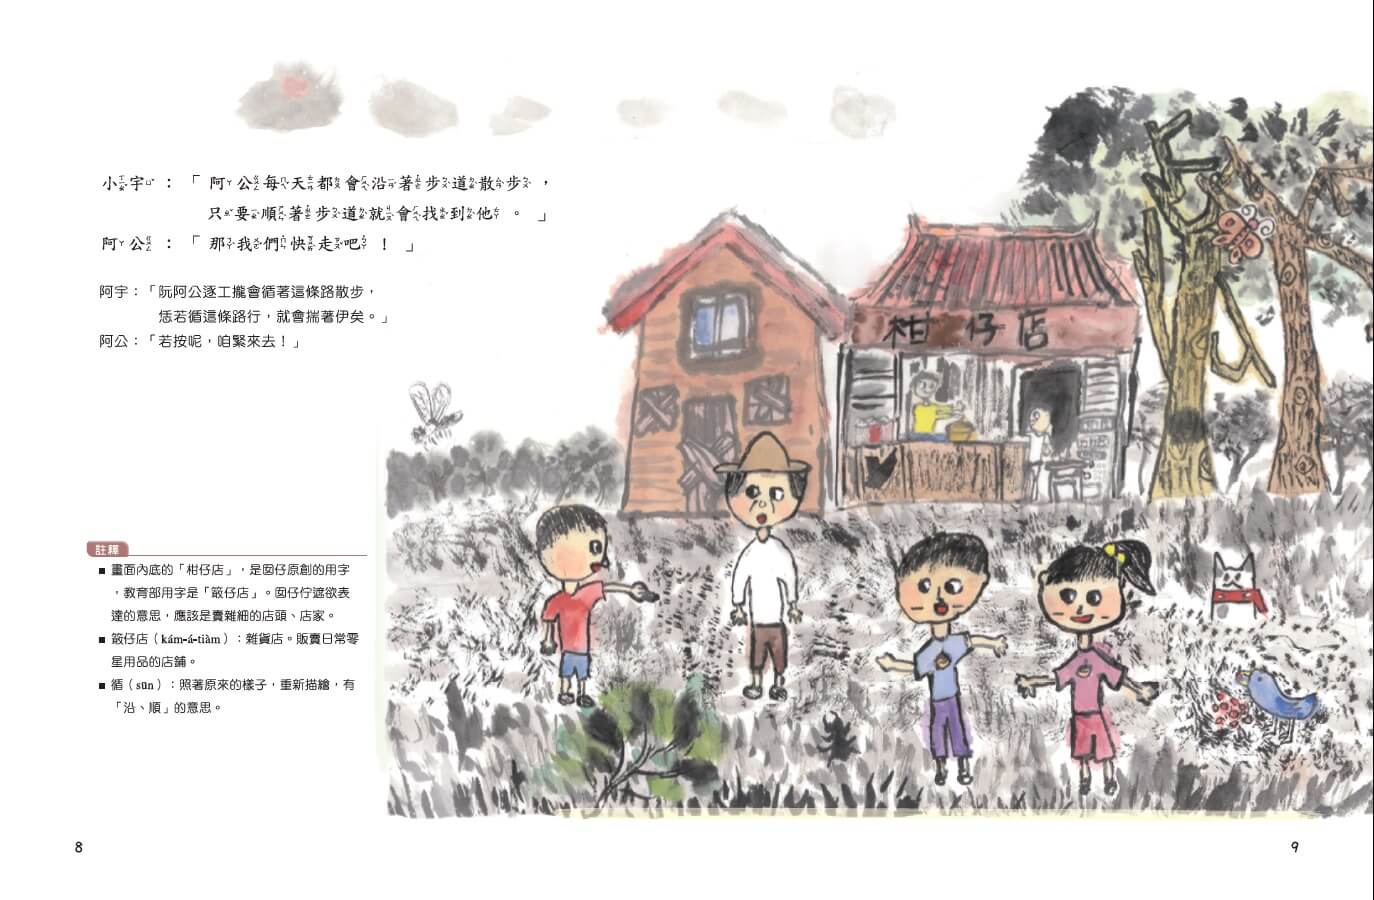 小宇：「阿公每天都會沿著步道散步，
只要順著步道就會找到他。」
阿公：「那我們快走吧！」
阿宇：「阮阿公逐工攏會循著這條路散步，
恁若循這條路行，就會揣著伊矣。」
阿公：「若按呢，咱緊來去！」
柑仔店
註釋
■ 畫面內底的「柑仔店」，是囡仔原創的用字
，教育部用字是「𥴊仔店」。囡仔佇遮欲表
達的意思，應該是賣雜細的店頭、店家。
■ 𥴊仔店（kám-á-tiàm）：雜貨店。販賣日常零
星用品的店舖。
■ 循（sūn）：照著原來的樣子，重新描繪，有
「沿、順」的意思。
8
9